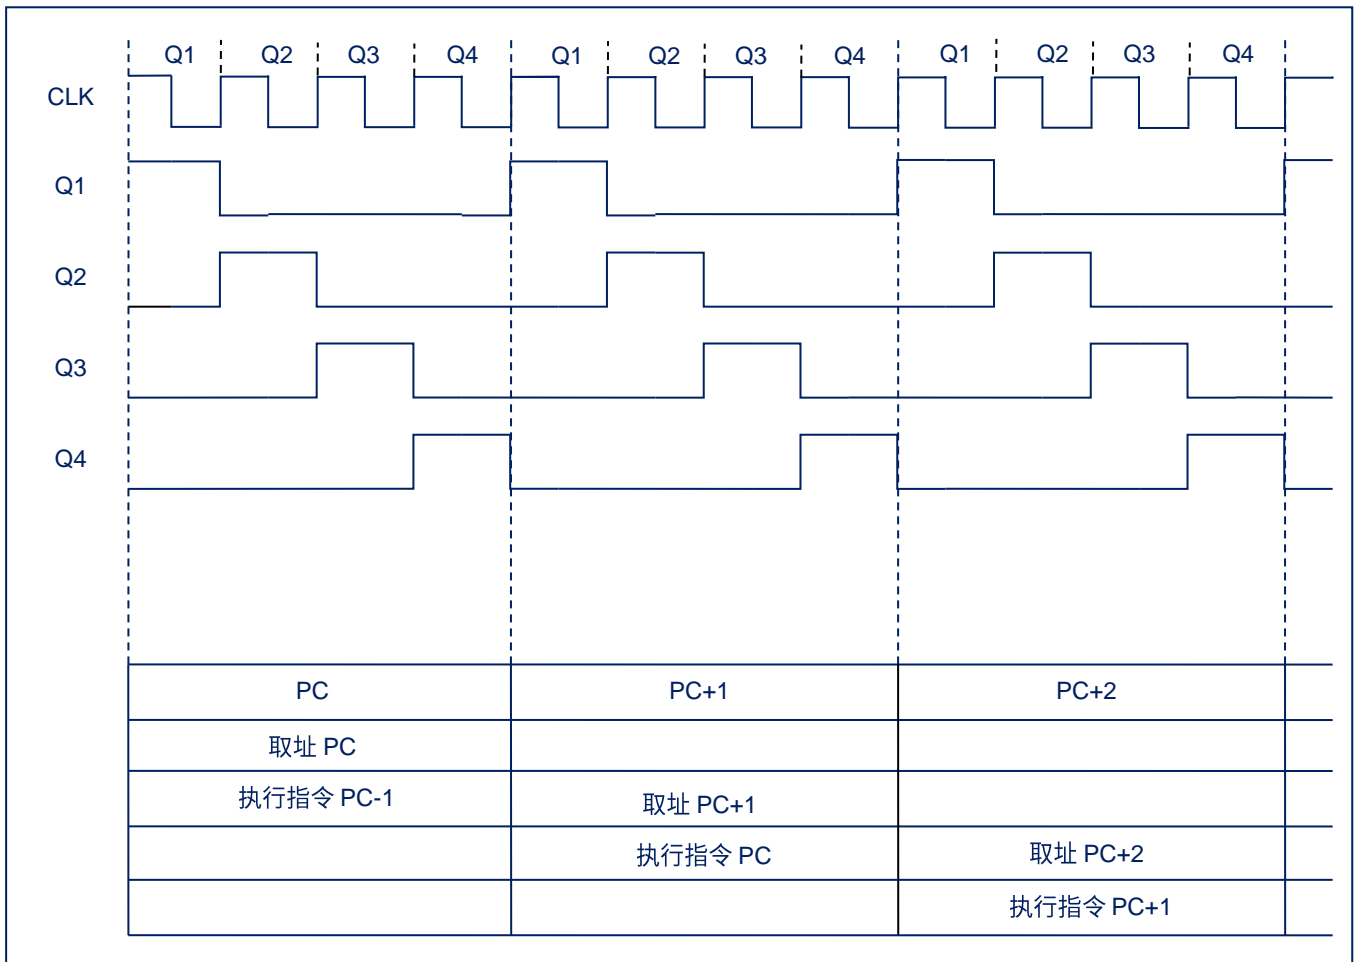 Q1 Q2 Q3 Q4 Q1 Q2 Q3 Q4 Q1 Q2 Q3 Q4
CLK
Q1
Q2
Q3
Q4
PC PC+1 PC+2
取址 PC
执行指令 PC-1 取址 PC+1
执行指令 PC 取址 PC+2
执行指令 PC+1